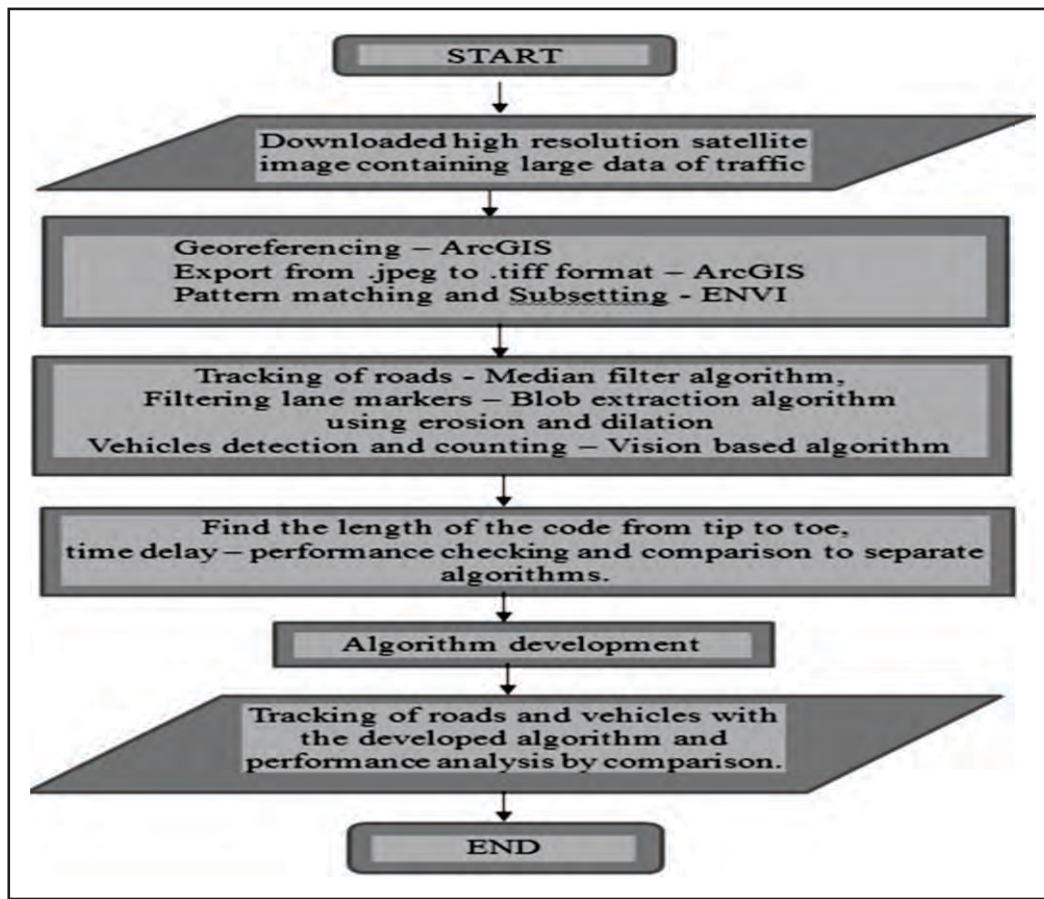 START
Downloaded high resolution satellite
image containing large data of traffic
Georeferencing – ArcGIS
Export from .jpeg to .tiff format – ArcGIS
Pattern matching and Subsetting - ENVI
Tracking of roads - Median filter algorithm,
Filtering lane markers – Blob extraction algorithm
using erosion and dilation
Vehicles detection and counting – Vision based algorithm
Find the length of the code from tip to toe,
time delay – performance checking and comparison to separate
algorithms.
Algorithm development
Tracking of roads and vehicles with
the developed algorithm and
performance analysis by comparison.
END